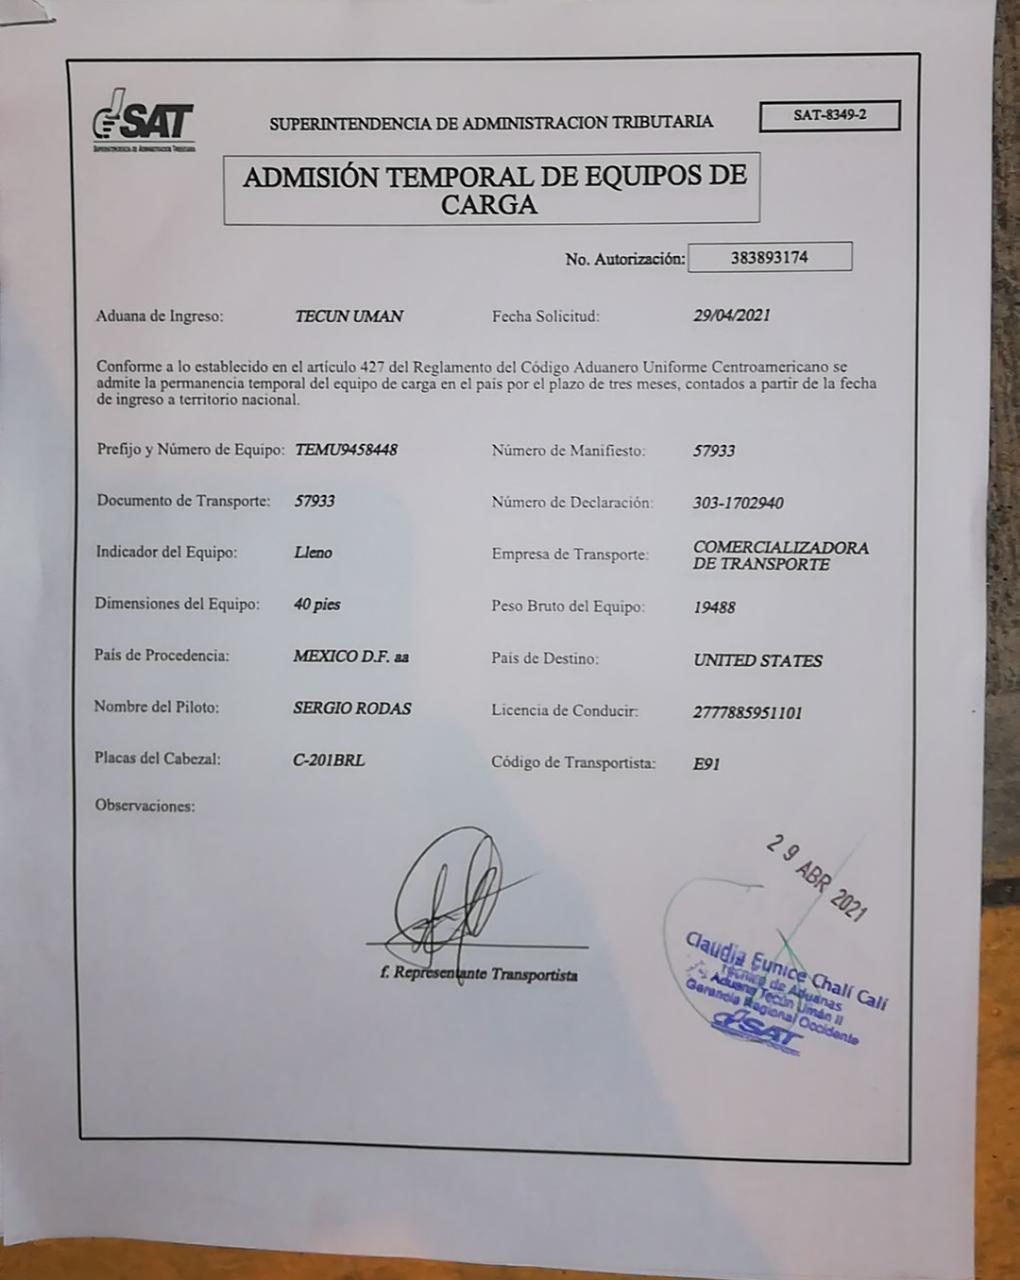 SAT
SUPERINTENDENCIA DE ADMINISTRACION TRIBUTARIA
SUPERINTENDENCIA DE ADMINISTRACION TRIBUTARIA
SAT-8349-2
ADMISIÓN TEMPORAL DE EQUIPOS DE
CARGA
No. Autorización: 383893174
Aduana de Ingreso: TECUN UMAN Fecha Solicitud: 29/04/2021
Conforme a lo establecido en el artículo 427 del Reglamento del Código Aduanero Uniforme Centroamericano se
admite la permanencia temporal del equipo de carga en el país por el plazo de tres meses, contados a partir de la fecha
de ingreso a territorio nacional.
Prefijo y Número de Equipo: TEMU9458448 Número de Manifiesto: 57933
Documento de Transporte: 57933 Número de Declaración: 303-1702940
Indicador del Equipo: Lleno Empresa de Transporte: COMERCIALIZADORA
DE TRANSPORTE
Dimensiones del Equipo: 40 pies Peso Bruto del Equipo: 19488
País de Procedencia: MEXICO D.F. aa País de Destino: UNITED STATES
Nombre del Piloto: SERGIO RODAS Licencia de Conducir: 2777885951101
Placas del Cabezal: C-201BRL Código de Transportista: E91
Observaciones:
29 ABR 2021
f. Representante Transportista
Claudia Eunice Chalí Calí
Técnico de Aduanas
Aduana Tecún Umán II
Gerencia Regional Occidente
SAT